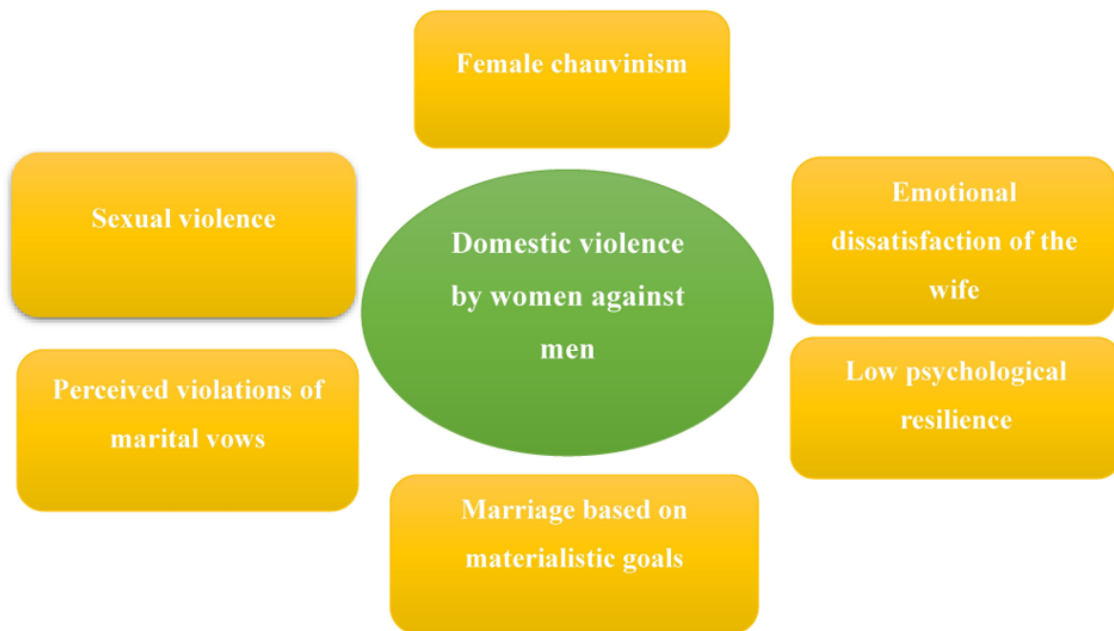 Female chauvinism
Sexual violence
Emotional
dissatisfaction of the
wife
Domestic violence
by women against
men
Perceived violations of
marital vows
Low psychological
resilience
Marriage based on
materialistic goals